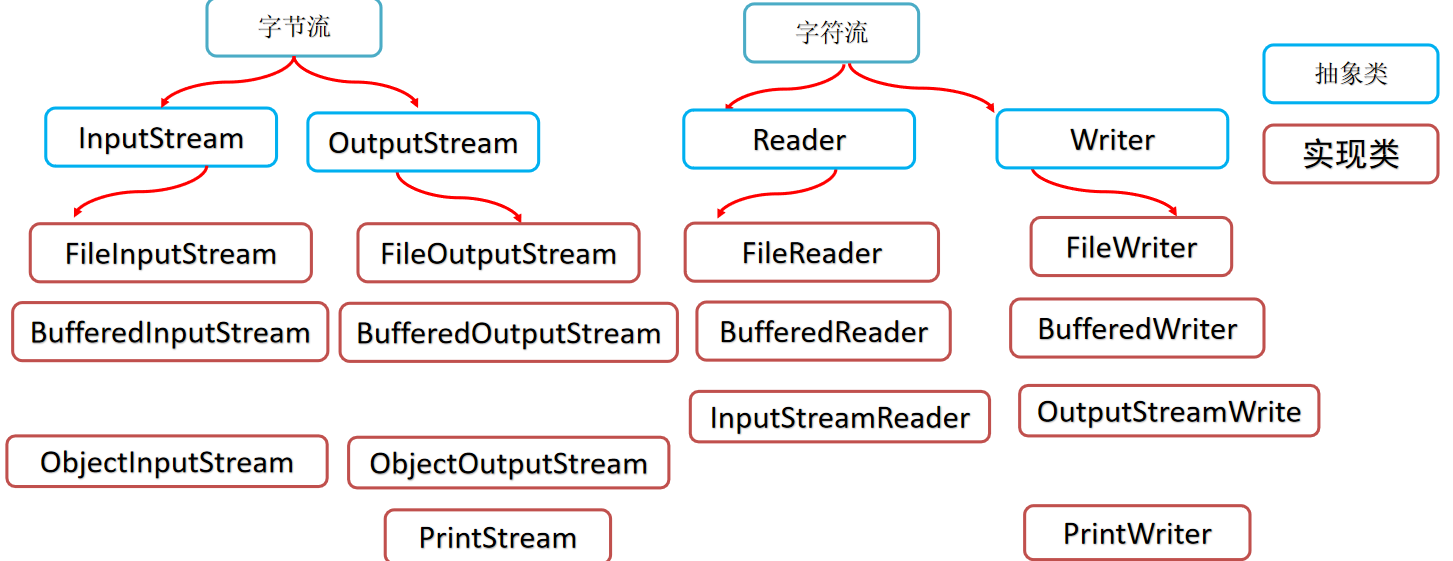 字节流
字符流
抽象类
InputStream
OutputStream
Reader
Writer
实现类
FileInputStream
FileOutputStream
FileReader
FileWriter
BufferedInputStream
BufferedOutputStream
BufferedReader
BufferedWriter
InputStreamReader
OutputStreamWrite
ObjectInputStream
ObjectOutputStream
PrintStream
PrintWriter